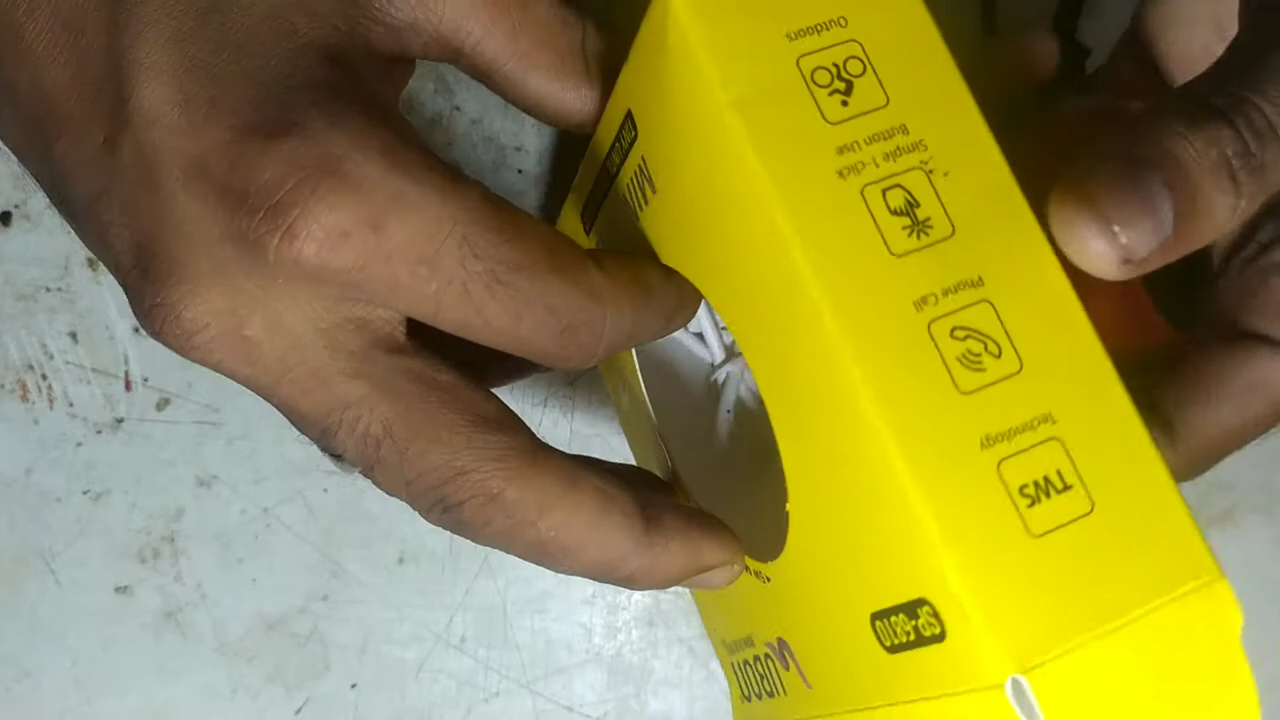 UBON
SP-6810
TWS
Technology
Phone Call
Simple 1-click
Button Use
Outdoors